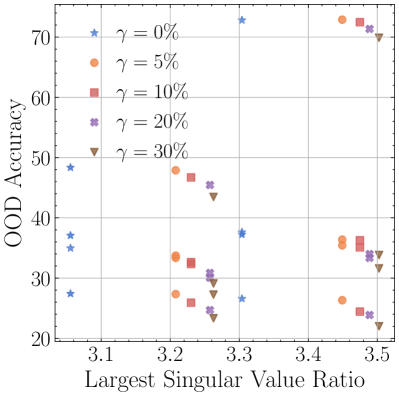 OOD Accuracy
70
60
50
40
30
20
γ = 0%
γ = 5%
γ = 10%
γ = 20%
γ = 30%
3.1 3.2 3.3 3.4 3.5
Largest Singular Value Ratio